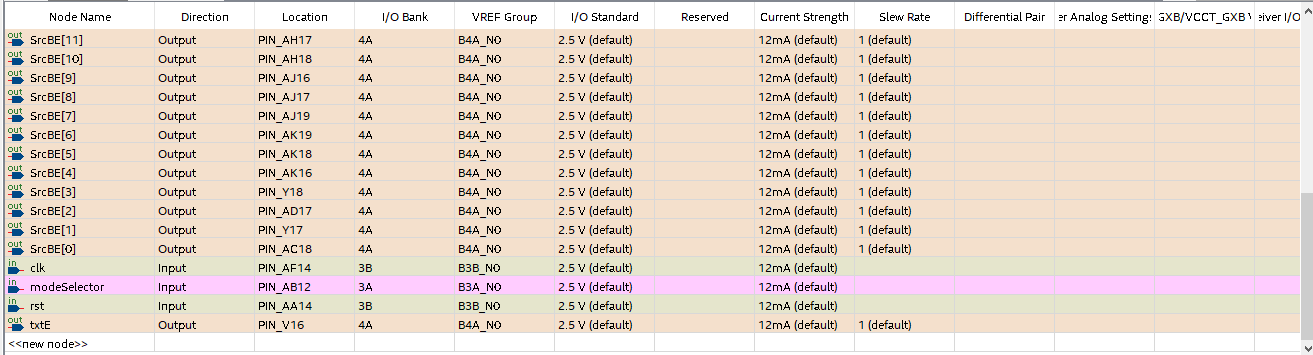 Node Name Direction Location I/O Bank VREF Group I/O Standard Reserved Current Strength Slew Rate Differential Pair er Analog Settings GXB/VCCT_GXB eiver I/O
out SrcBE[11] Output PIN_AH17 4A B4A_N0 2.5 V (default) 12mA (default) 1 (default)
out SrcBE[10] Output PIN_AH18 4A B4A_N0 2.5 V (default) 12mA (default) 1 (default)
out SrcBE[9] Output PIN_AJ16 4A B4A_N0 2.5 V (default) 12mA (default) 1 (default)
out SrcBE[8] Output PIN_AJ17 4A B4A_N0 2.5 V (default) 12mA (default) 1 (default)
out SrcBE[7] Output PIN_AJ19 4A B4A_N0 2.5 V (default) 12mA (default) 1 (default)
out SrcBE[6] Output PIN_AK19 4A B4A_N0 2.5 V (default) 12mA (default) 1 (default)
out SrcBE[5] Output PIN_AK18 4A B4A_N0 2.5 V (default) 12mA (default) 1 (default)
out SrcBE[4] Output PIN_AK16 4A B4A_N0 2.5 V (default) 12mA (default) 1 (default)
out SrcBE[3] Output PIN_Y18 4A B4A_N0 2.5 V (default) 12mA (default) 1 (default)
out SrcBE[2] Output PIN_AD17 4A B4A_N0 2.5 V (default) 12mA (default) 1 (default)
out SrcBE[1] Output PIN_Y17 4A B4A_N0 2.5 V (default) 12mA (default) 1 (default)
out SrcBE[0] Output PIN_AC18 4A B4A_N0 2.5 V (default) 12mA (default) 1 (default)
in clk Input PIN_AF14 3B B3B_N0 2.5 V (default) 12mA (default)
in modeSelector Input PIN_AB12 3A B3A_N0 2.5 V (default) 12mA (default)
in rst Input PIN_AA14 3B B3B_N0 2.5 V (default) 12mA (default)
out txtE Output PIN_V16 4A B4A_N0 2.5 V (default) 12mA (default) 1 (default)
<<new node>>